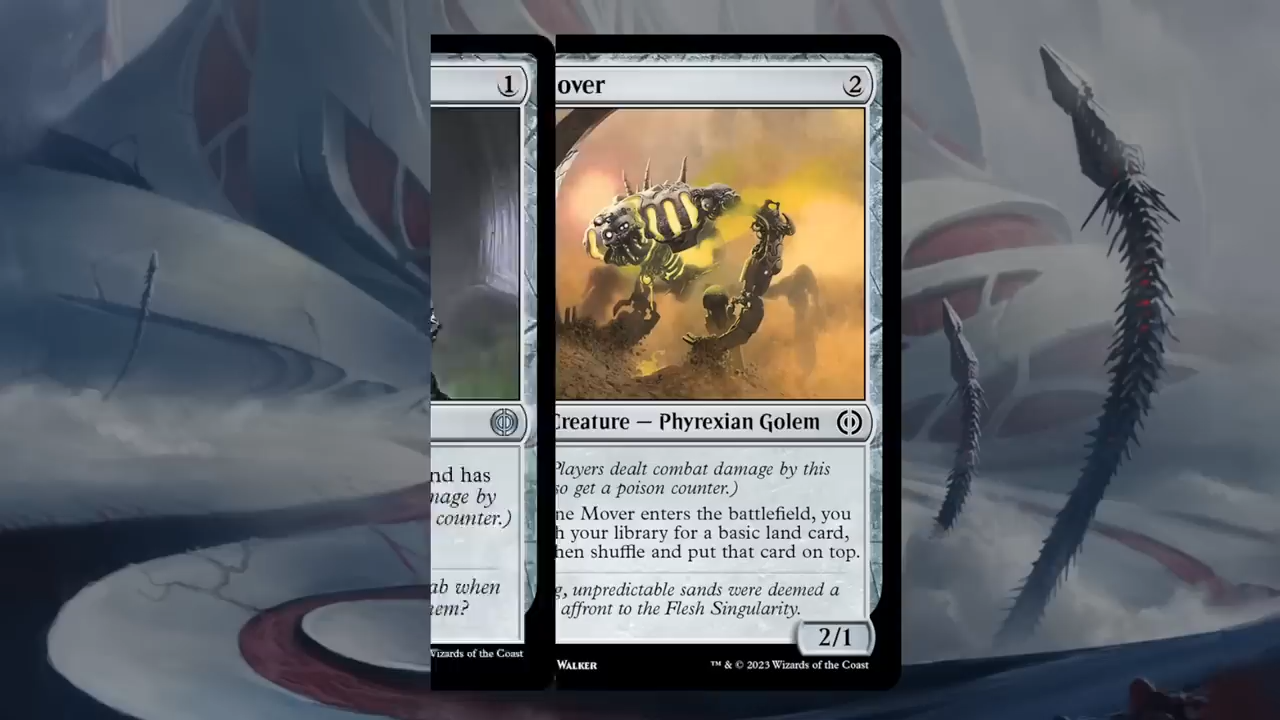 1
nd has
nage by
counter.)
ab when
em?
Wizards of the Coast
over
2
Creature — Phyrexian Golem
Players dealt combat damage by this
so get a poison counter.)
ne Mover enters the battlefield, you
h your library for a basic land card,
hen shuffle and put that card on top.
g, unpredictable sands were deemed a
affront to the Flesh Singularity.
2/1
WALKER
™ & © 2023 Wizards of the Coast